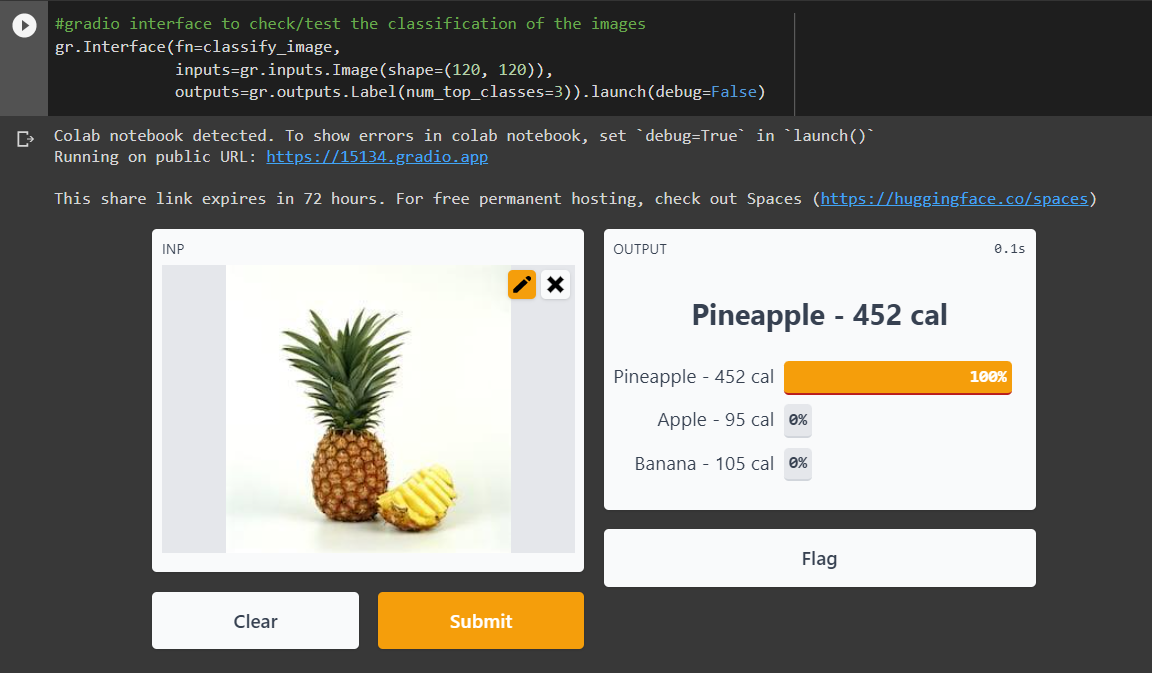 #gradio interface to check/test the classification of the images
gr.Interface(fn=classify_image,
inputs=gr.inputs.Image(shape=(120, 120)),
outputs=gr.outputs.Label(num_top_classes=3)).launch(debug=False)
Colab notebook detected. To show errors in colab notebook, set `debug=True` in `launch()`
Running on public URL: https://15134.gradio.app
This share link expires in 72 hours. For free permanent hosting, check out Spaces (https://huggingface.co/spaces)
INP
OUTPUT 0.1s
Pineapple - 452 cal
Pineapple - 452 cal 100%
Apple - 95 cal 0%
Banana - 105 cal 0%
Flag
Clear
Submit